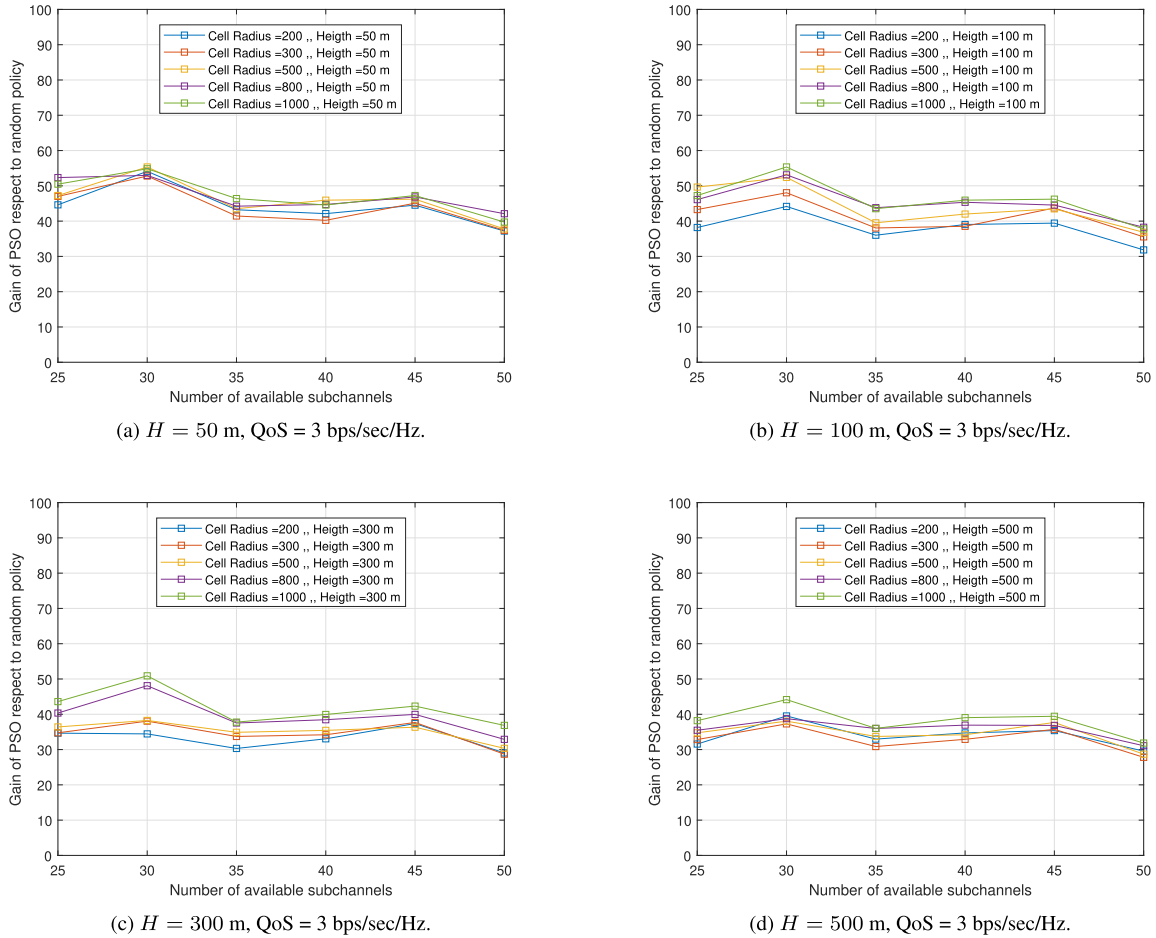 100
90
80
70
60
50
40
30
20
10
0
25 30 35 40 45 50
Gain of PSO respect to random policy
Number of available subchannels
Cell Radius =200 ,, Heigth =50 m
Cell Radius =300 ,, Heigth =50 m
Cell Radius =500 ,, Heigth =50 m
Cell Radius =800 ,, Heigth =50 m
Cell Radius =1000 ,, Heigth =50 m
(a) H = 50 m, QoS = 3 bps/sec/Hz.
100
90
80
70
60
50
40
30
20
10
0
25 30 35 40 45 50
Gain of PSO respect to random policy
Number of available subchannels
Cell Radius =200 ,, Heigth =100 m
Cell Radius =300 ,, Heigth =100 m
Cell Radius =500 ,, Heigth =100 m
Cell Radius =800 ,, Heigth =100 m
Cell Radius =1000 ,, Heigth =100 m
(b) H = 100 m, QoS = 3 bps/sec/Hz.
100
90
80
70
60
50
40
30
20
10
0
25 30 35 40 45 50
Gain of PSO respect to random policy
Number of available subchannels
Cell Radius =200 ,, Heigth =300 m
Cell Radius =300 ,, Heigth =300 m
Cell Radius =500 ,, Heigth =300 m
Cell Radius =800 ,, Heigth =300 m
Cell Radius =1000 ,, Heigth =300 m
(c) H = 300 m, QoS = 3 bps/sec/Hz.
100
90
80
70
60
50
40
30
20
10
0
25 30 35 40 45 50
Gain of PSO respect to random policy
Number of available subchannels
Cell Radius =200 ,, Heigth =500 m
Cell Radius =300 ,, Heigth =500 m
Cell Radius =500 ,, Heigth =500 m
Cell Radius =800 ,, Heigth =500 m
Cell Radius =1000 ,, Heigth =500 m
(d) H = 500 m, QoS = 3 bps/sec/Hz.